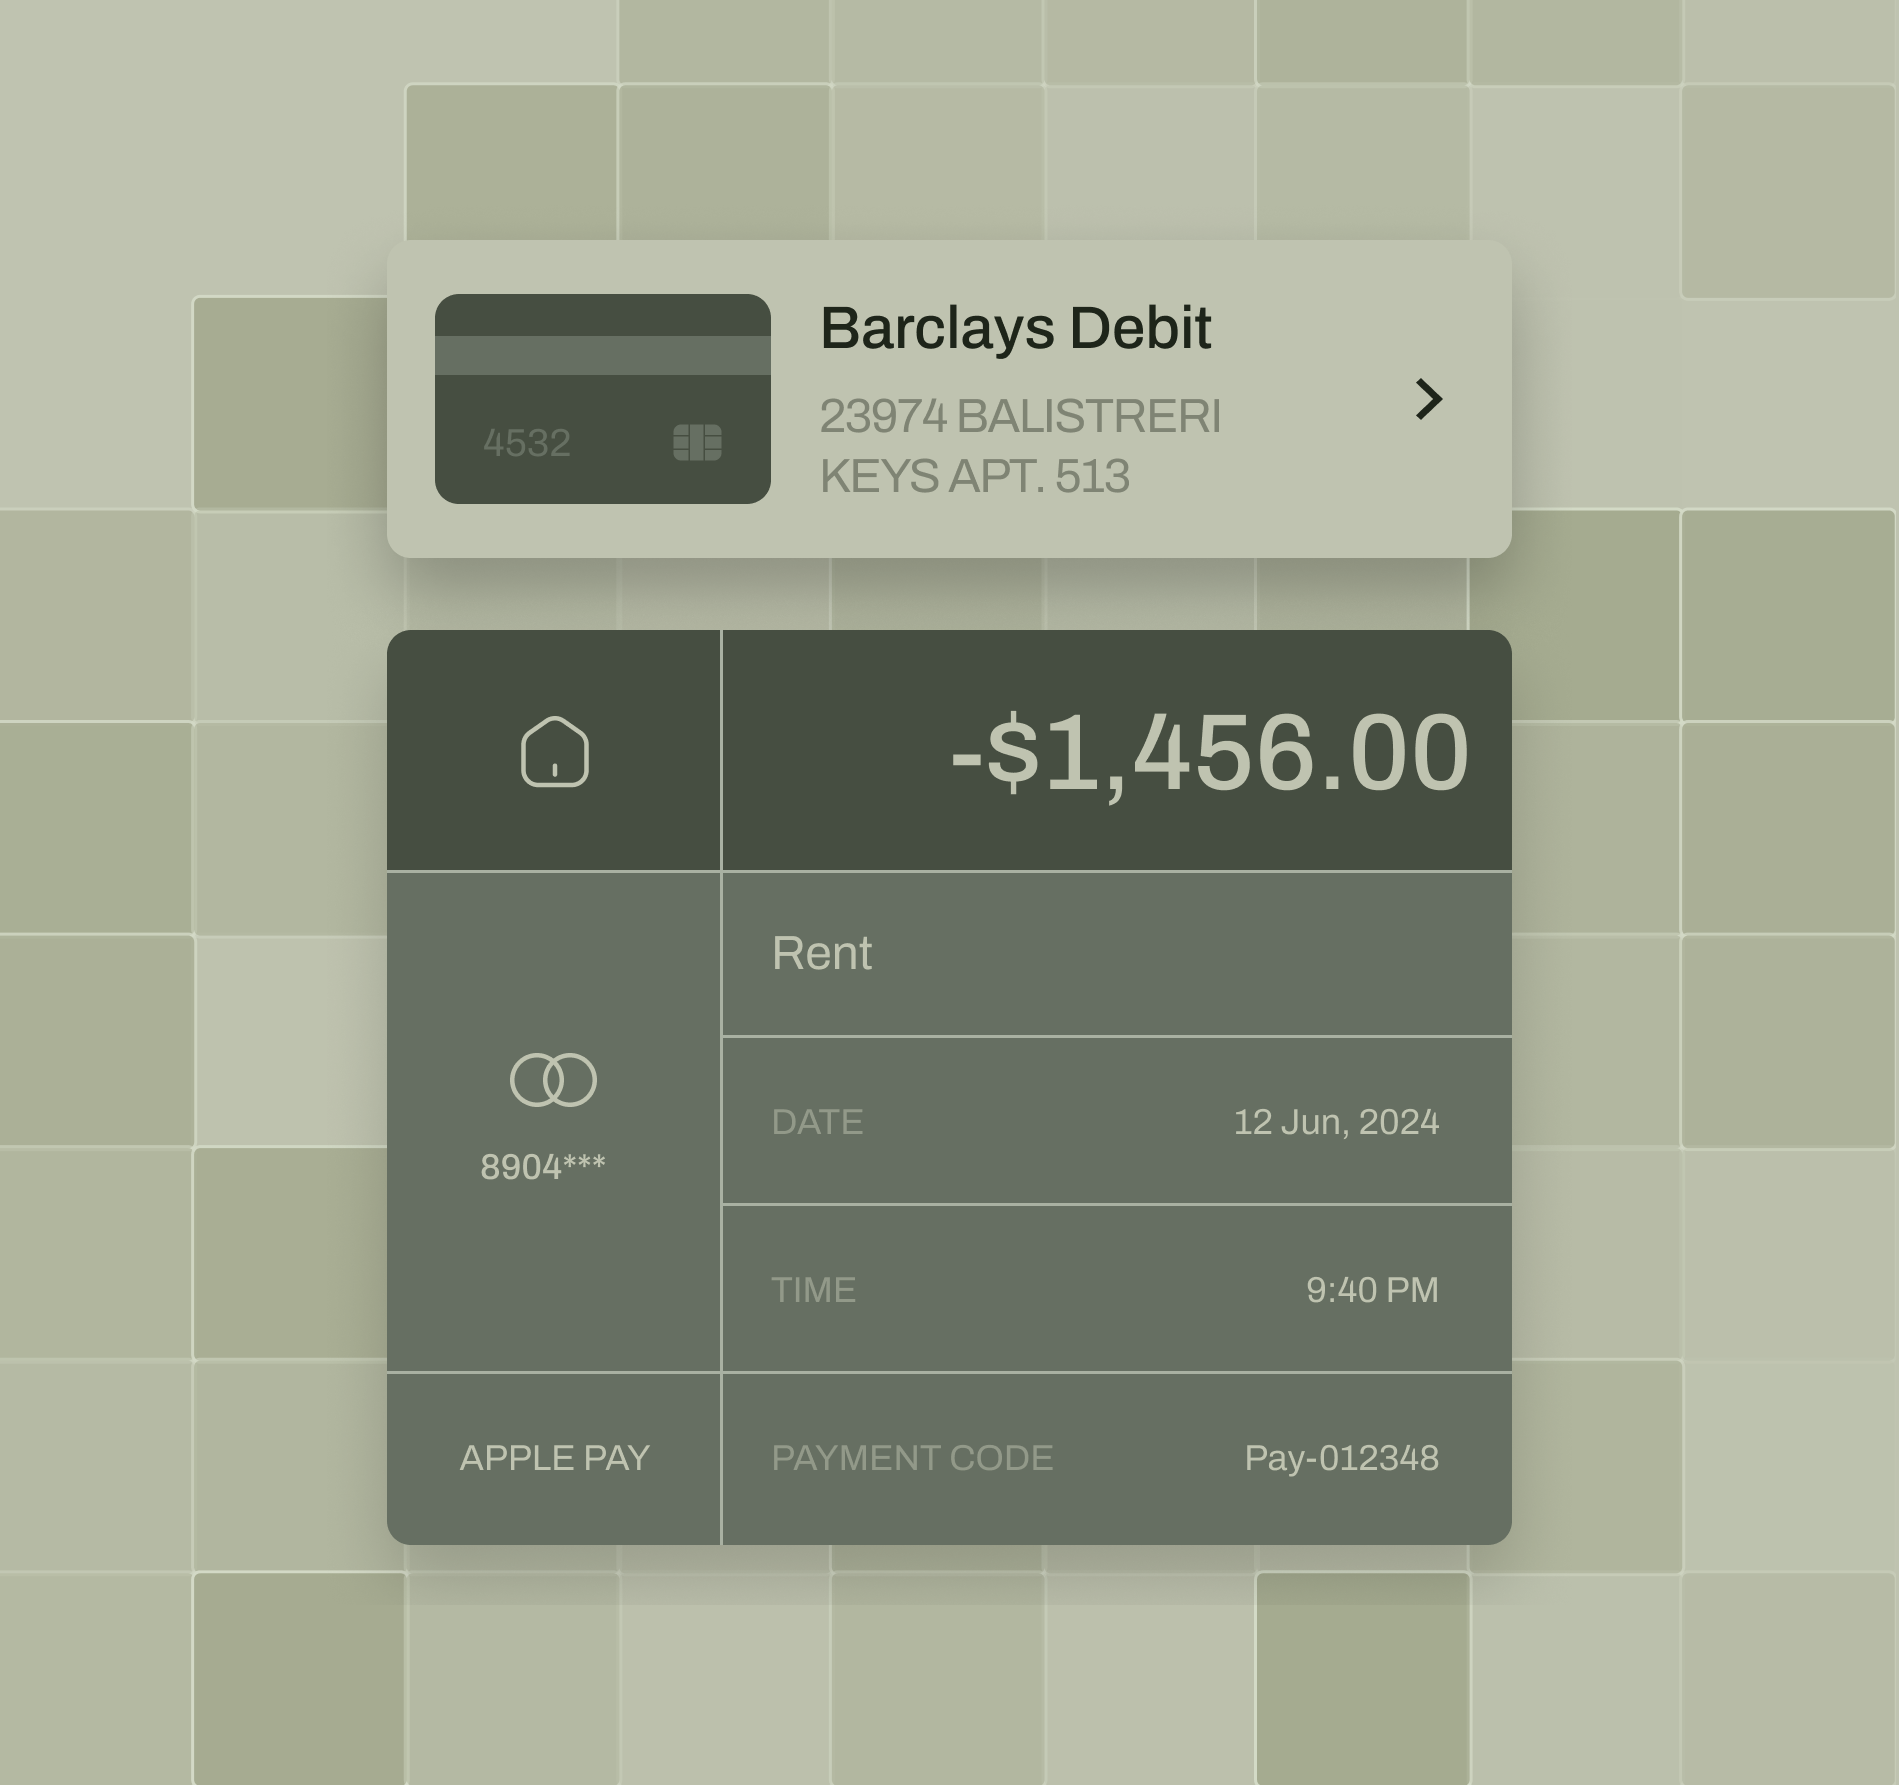 Barclays Debit
23974 BALISTRERI
KEYS APT. 513
4532
-$1,456.00
Rent
8904***
DATE
12 Jun, 2024
TIME
9:40 PM
APPLE PAY
PAYMENT CODE
Pay-012348